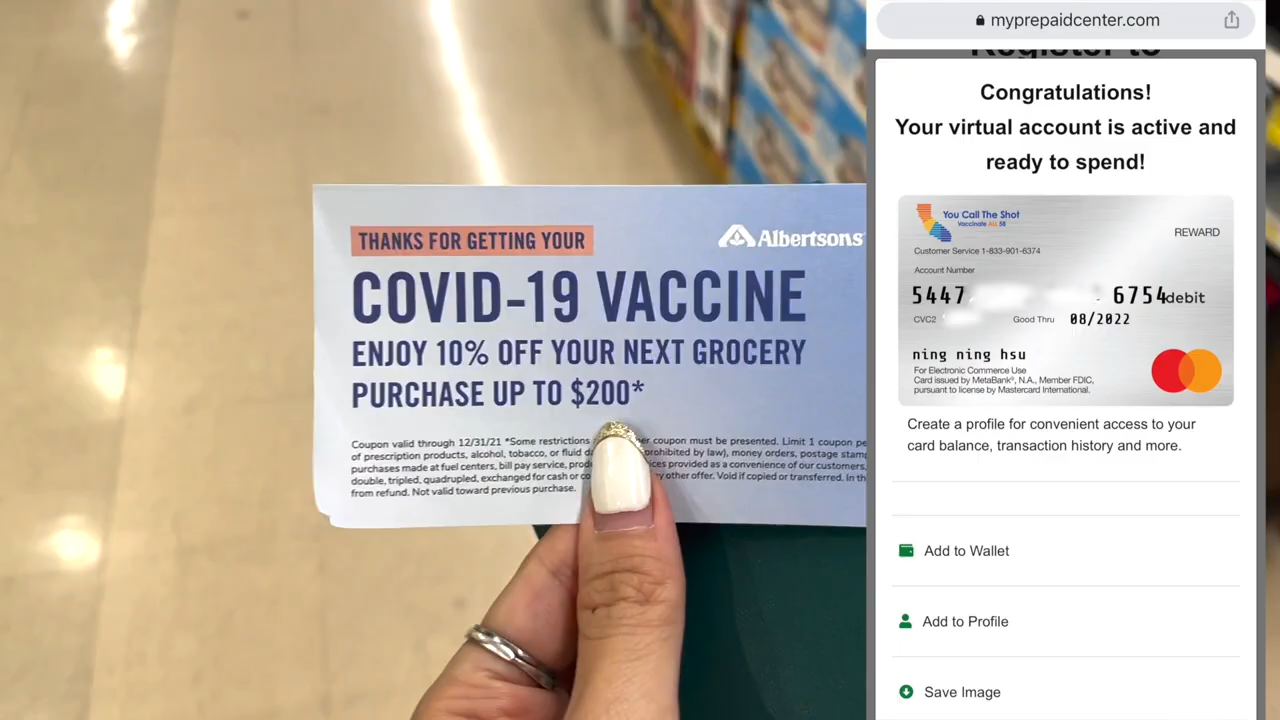 THANKS FOR GETTING YOUR
Albertsons
COVID-19 VACCINE
ENJOY 10% OFF YOUR NEXT GROCERY
PURCHASE UP TO $200*
Coupon valid through 12/31/21 *Some restrictions coupon must be presented. Limit 1 coupon
of prescription products, alcohol, tobacco, or fluid prohibited by law), money orders, postage
purchases made at fuel centers, bill pay service, provided as a convenience of our customers,
double, tripled, quadrupled, exchanged for cash or other offer. Void if copied or transferred. In
from refund. Not valid toward previous purchase.
myprepaidcenter.com
Register to
Congratulations!
Your virtual account is active and
ready to spend!
You Call The Shot
Vaccinate ALL 58
REWARD
Customer Service 1-833-901-6374
Account Number
5447 6754 debit
CVC2 Good Thru 08/2022
ning ning hsu
For Electronic Commerce Use
Card issued by MetaBank®, N.A., Member FDIC,
pursuant to license by Mastercard International.
Create a profile for convenient access to your
card balance, transaction history and more.
Add to Wallet
Add to Profile
Save Image